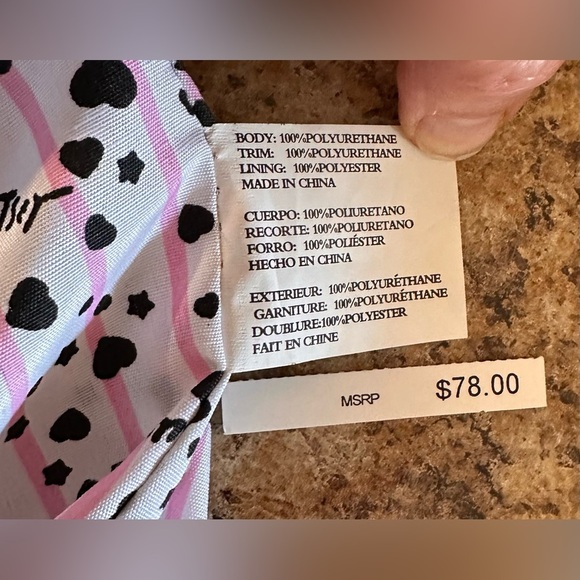 BODY: 100%POLYURETHANE
TRIM: 100%POLYURETHANE
LINING: 100%POLYESTER
MADE IN CHINA
CUERPO: 100%POLIURETANO
RECORTE: 100%POLIURETANO
FORRO: 100%POLIÉSTER
HECHO EN CHINA
EXTERIEUR: 100%POLYURÉTHANE
GARNITURE: 100%POLYURÉTHANE
DOUBLURE:100%POLYESTER
FAIT EN CHINE
MSRP $78.00